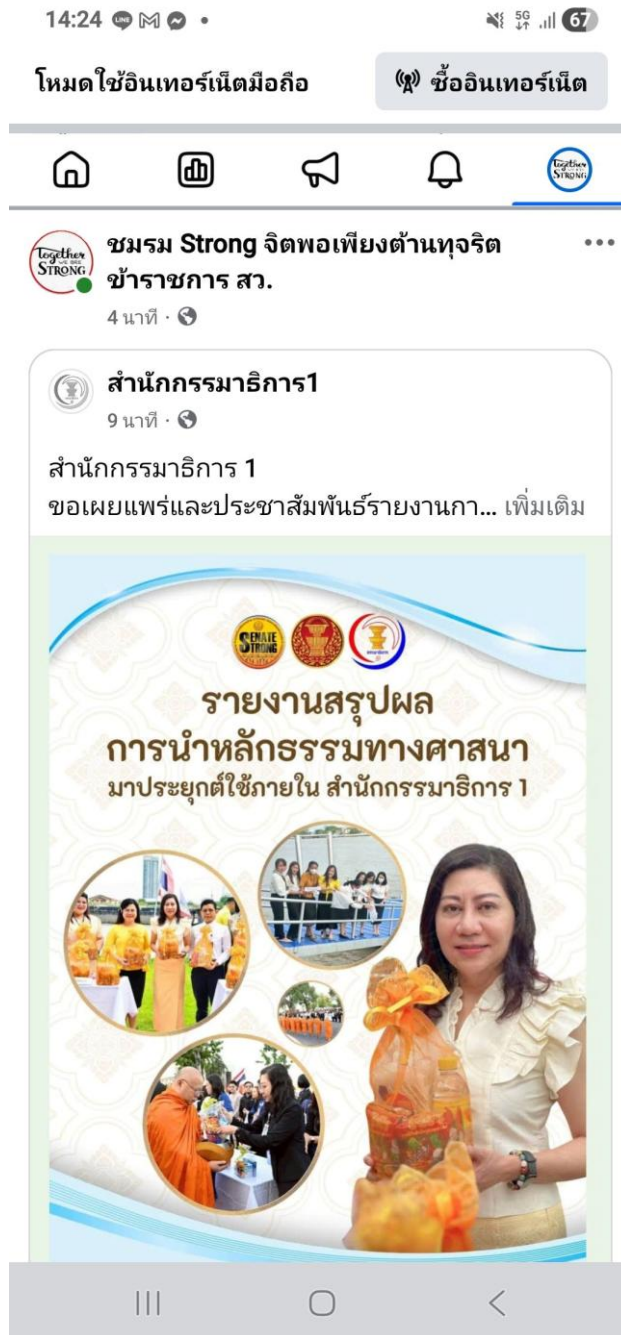 14:24
5G
67
โหมดใช้อินเทอร์เน็ตมือถือ
ซื้ออินเทอร์เน็ต
Together
STRONG
Together
WE ARE
STRONG
ชมรม Strong จิตพอเพียงต้านทุจริต
ข้าราชการ สว.
4 นาที ·
สำนักกรรมาธิการ1
9 นาที ·
สำนักกรรมาธิการ 1
ขอเผยแพร่และประชาสัมพันธ์รายงานกา... เพิ่มเติม
SENATE
STRONG
รายงานสรุปผล
การนำหลักธรรมทางศาสนา
มาประยุกต์ใช้ภายใน สำนักกรรมาธิการ 1